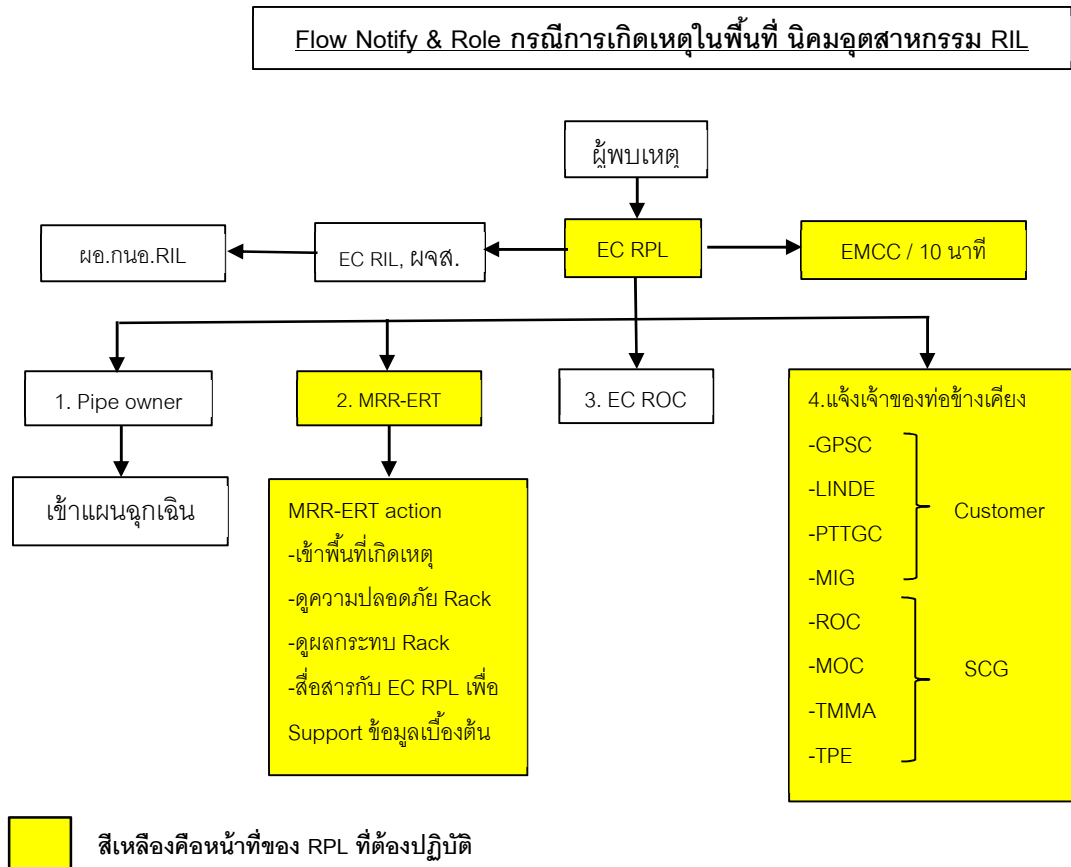 Flow Notify & Role กรณีการเกิดเหตุในพื้นที่ นิคมอุตสาหกรรม RIL
ผู้พบเหตุ
ผอ.กนอ.RIL
EC RIL, ผจส.
EC RPL
EMCC / 10 นาที
1. Pipe owner
2. MRR-ERT
3. EC ROC
เข้าแผนฉุกเฉิน
MRR-ERT action
-เข้าพื้นที่เกิดเหตุ
-ดูความปลอดภัย Rack
-ดูผลกระทบ Rack
-สื่อสารกับ EC RPL เพื่อ
Support ข้อมูลเบื้องต้น
4.แจ้งเจ้าของท่อข้างเคียง
-GPSC
-LINDE
-PTTGC
-MIG
Customer
-ROC
-MOC
-TMMA
-TPE
SCG
สีเหลืองคือหน้าที่ของ RPL ที่ต้องปฏิบัติ